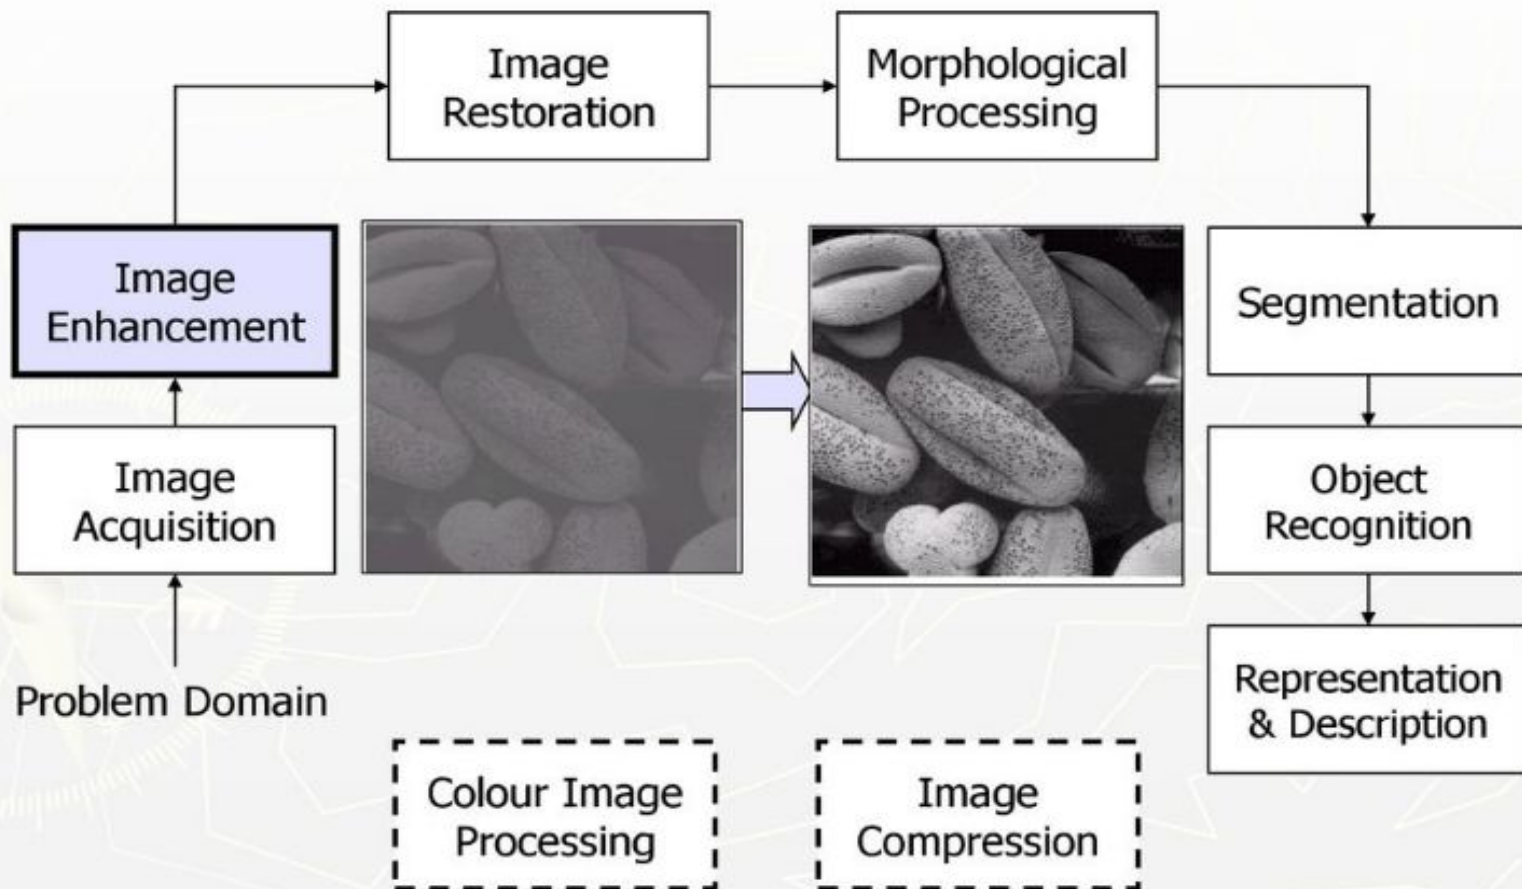 Image
Restoration
Morphological
Processing
Image
Enhancement
Segmentation
Image
Acquisition
Object
Recognition
Problem Domain
Representation
& Description
Colour Image
Processing
Image
Compression